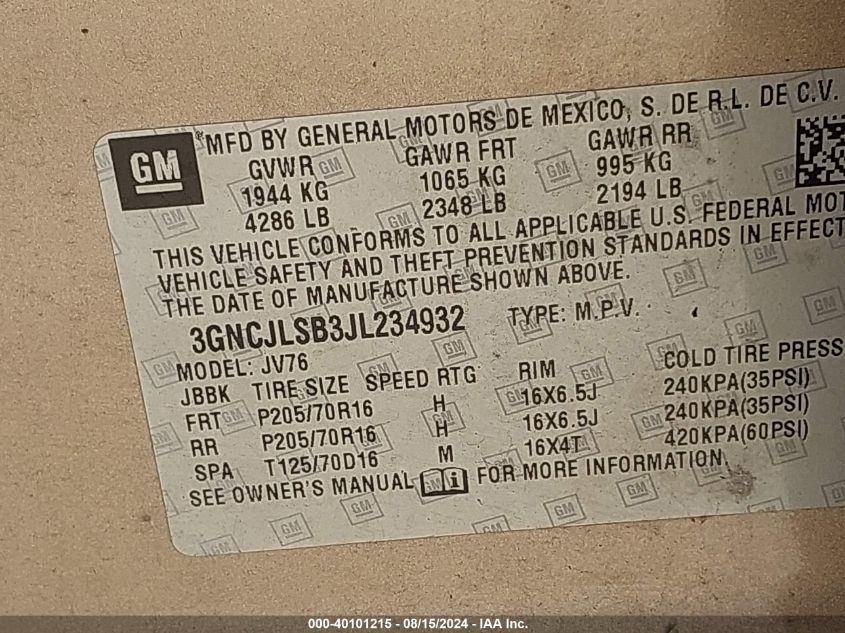 GM ®MFD BY GENERAL MOTORS DE MEXICO, S. DE R.L. DE C.V.
GVWR GAWR FRT GAWR RR
1944 KG 1065 KG 995 KG
4286 LB 2348 LB 2194 LB
THIS VEHICLE CONFORMS TO ALL APPLICABLE U.S. FEDERAL MOT
VEHICLE SAFETY AND THEFT PREVENTION STANDARDS IN EFFECT
THE DATE OF MANUFACTURE SHOWN ABOVE.
3GNCJLSB3JL234932 TYPE: M.P.V.
MODEL: JV76
JBBK TIRE SIZE SPEED RTG RIM COLD TIRE PRESS
FRT P205/70R16 H 16X6.5J 240KPA(35PSI)
RR P205/70R16 H 16X6.5J 240KPA(35PSI)
SPA T125/70D16 M 16X4T 420KPA(60PSI)
SEE OWNER'S MANUAL FOR MORE INFORMATION.
000-40101215 - 08/15/2024 - IAA Inc.